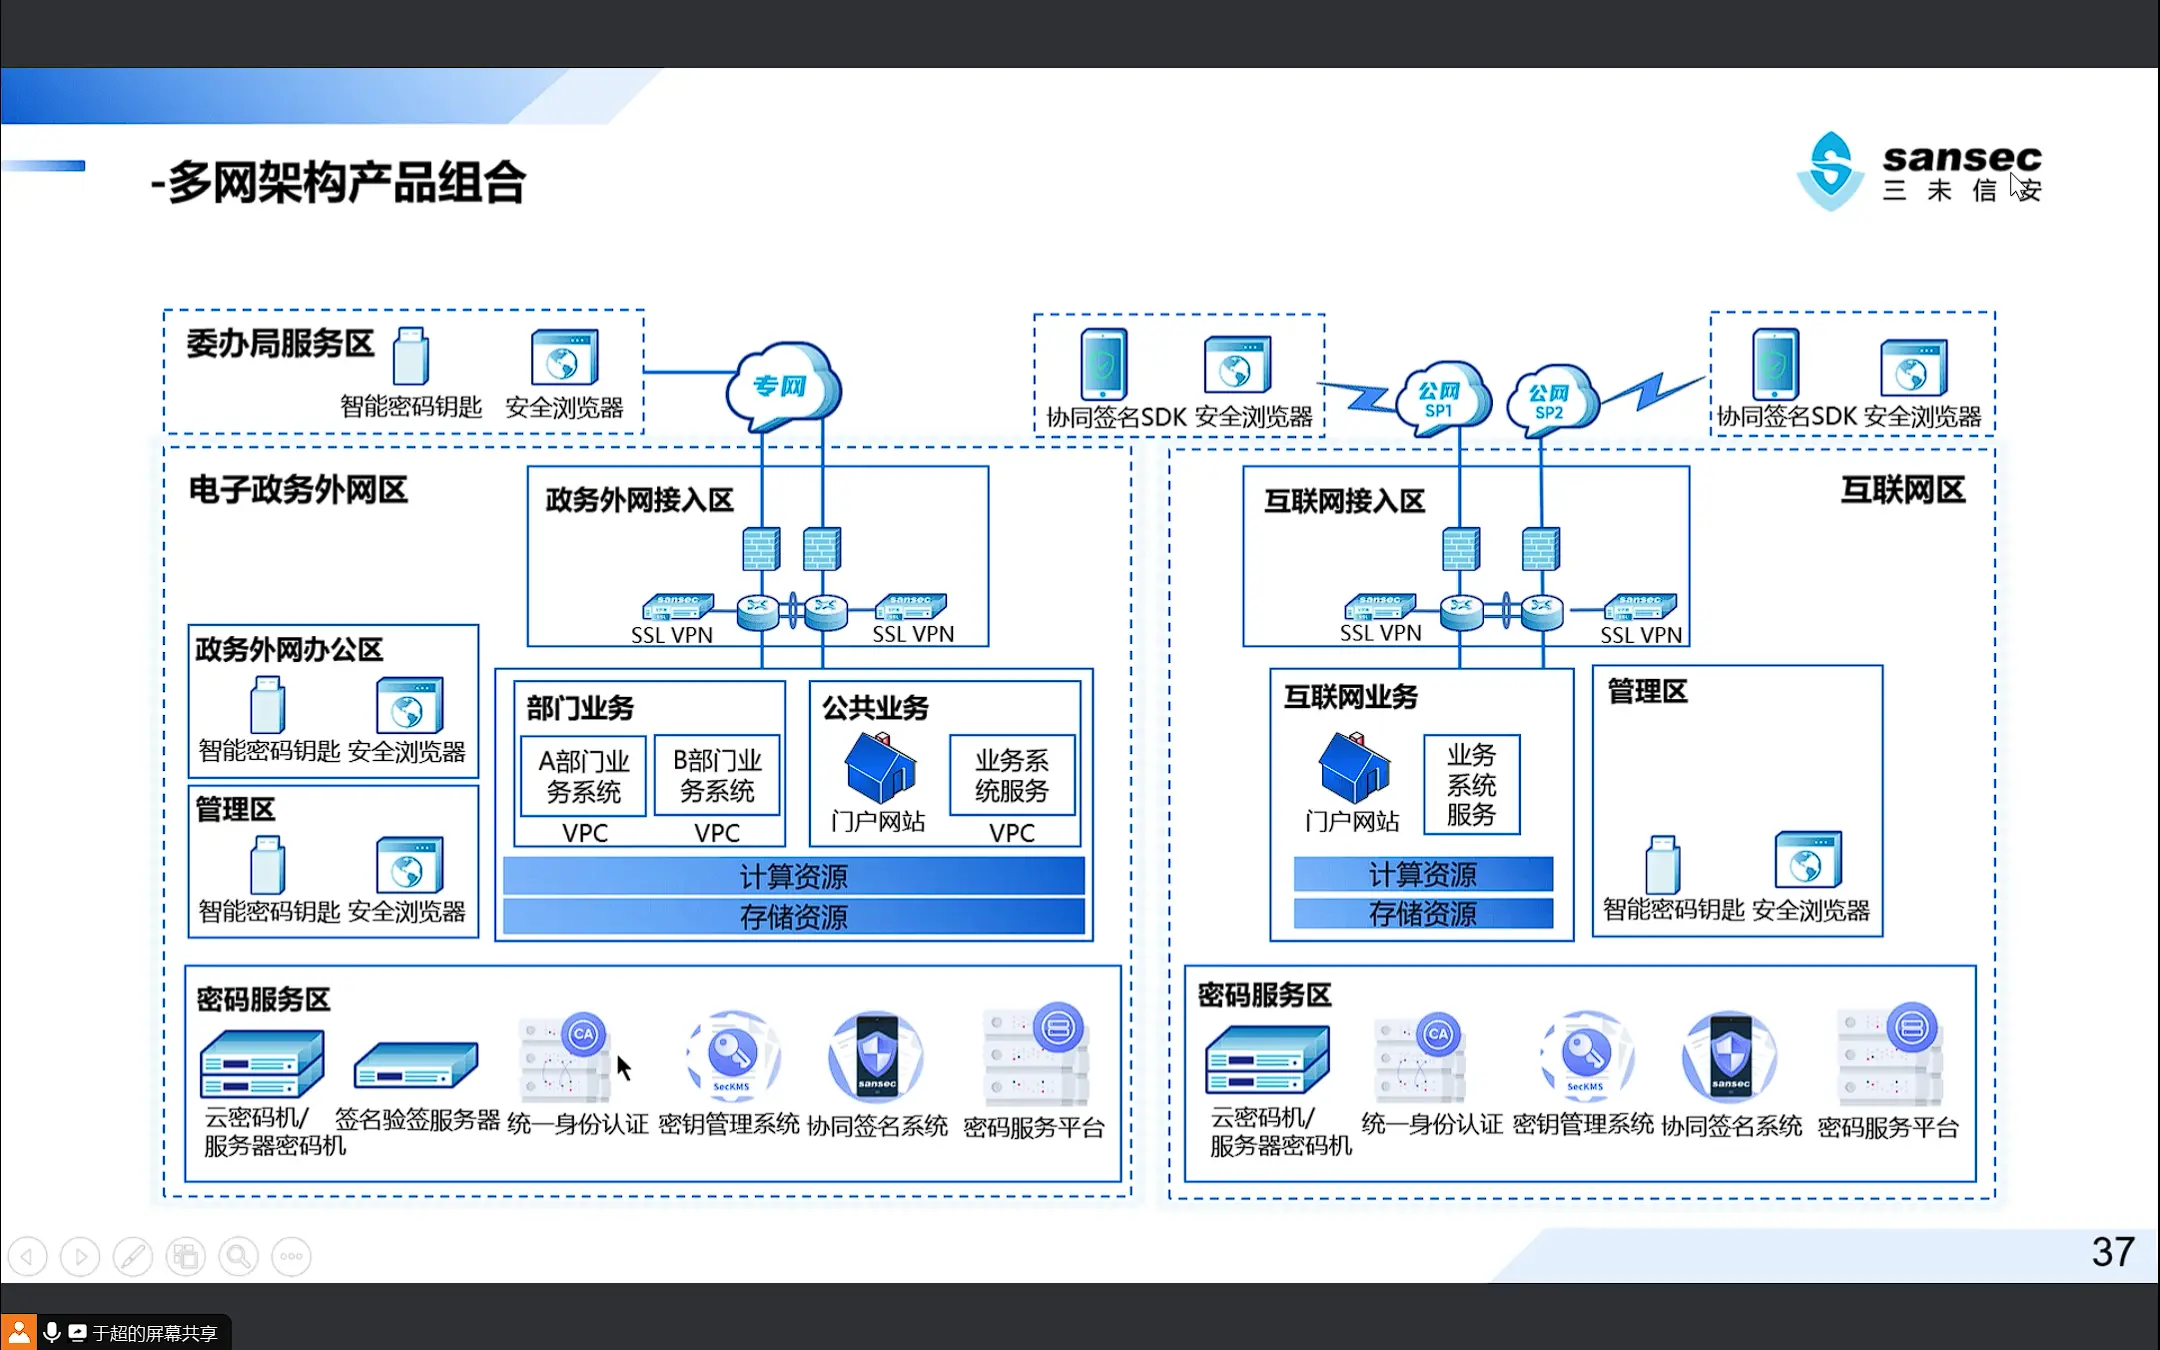 -多网架构产品组合
sansec
三未信安
委办局服务区
智能密码钥匙
安全浏览器
专网
协同签名SDK
安全浏览器
公网
SP1
公网
SP2
协同签名SDK
安全浏览器
电子政务外网区
政务外网接入区
sansec
SSL VPN
sansec
SSL VPN
政务外网办公区
智能密码钥匙
安全浏览器
管理区
智能密码钥匙
安全浏览器
部门业务
A部门业
务系统
VPC
B部门业
务系统
VPC
公共业务
门户网站
业务系
统服务
VPC
计算资源
存储资源
密码服务区
云密码机/
服务器密码机
签名验签服务器
CA
统一身份认证
SecKMS
密钥管理系统
sansec
协同签名系统
密码服务平台
互联网区
互联网接入区
sansec
SSL VPN
sansec
SSL VPN
互联网业务
门户网站
业务
系统
服务
计算资源
存储资源
管理区
智能密码钥匙
安全浏览器
密码服务区
云密码机/
服务器密码机
CA
统一身份认证
SecKMS
密钥管理系统
sansec
协同签名系统
密码服务平台
37
于超的屏幕共享